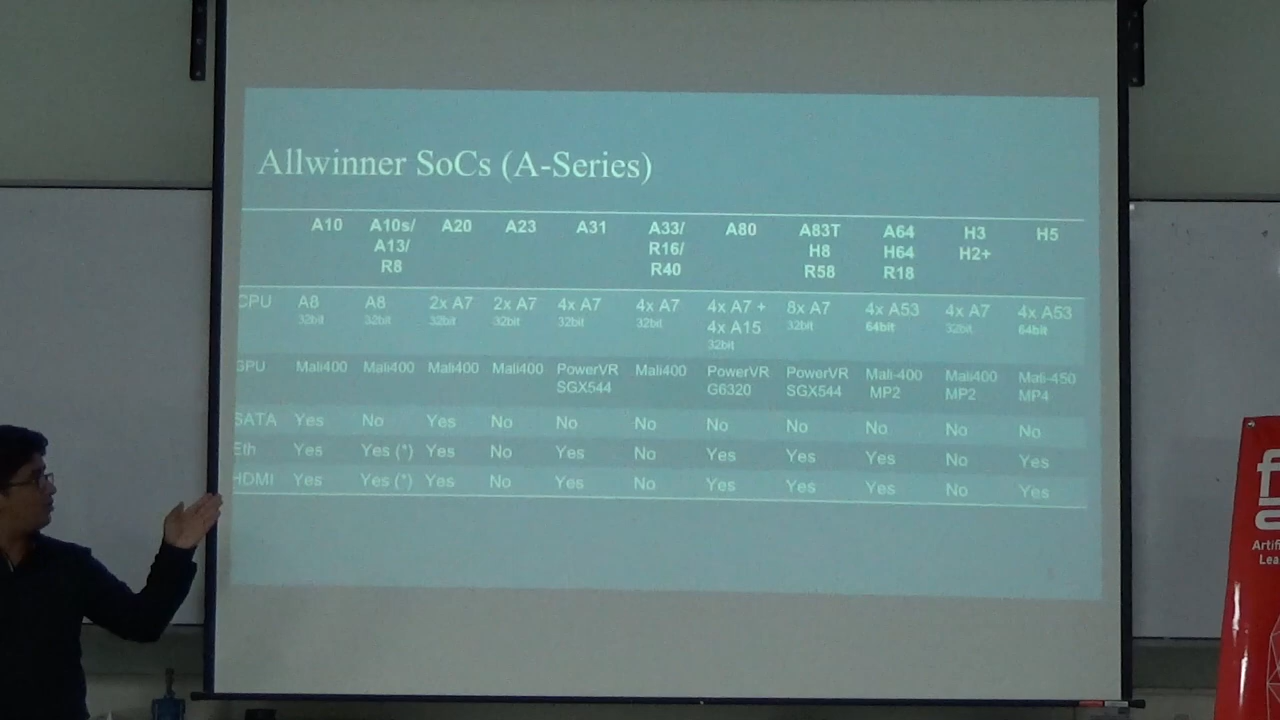 Allwinner SoCs (A-Series)
A10 A10s/ A20 A23 A31 A33/ A80 A83T A64 H3 H5
A13/ R16/ H8 H64 H2+
R8 R40 R58 R18
CPU A8 A8 2x A7 2x A7 4x A7 4x A7 4x A7 + 8x A7 4x A53 4x A7 4x A53
32bit 32bit 32bit 32bit 32bit 32bit 4x A15 32bit 64bit 32bit 64bit
32bit
GPU Mali400 Mali400 Mali400 Mali400 PowerVR Mali400 PowerVR PowerVR Mali-400 Mali400 Mali-450
SGX544 G6320 SGX544 MP2 MP2 MP4
SATA Yes No Yes No No No No No No No No
Eth Yes Yes (*) Yes No Yes No Yes Yes Yes No Yes
HDMI Yes Yes (*) Yes No Yes No Yes Yes Yes No Yes